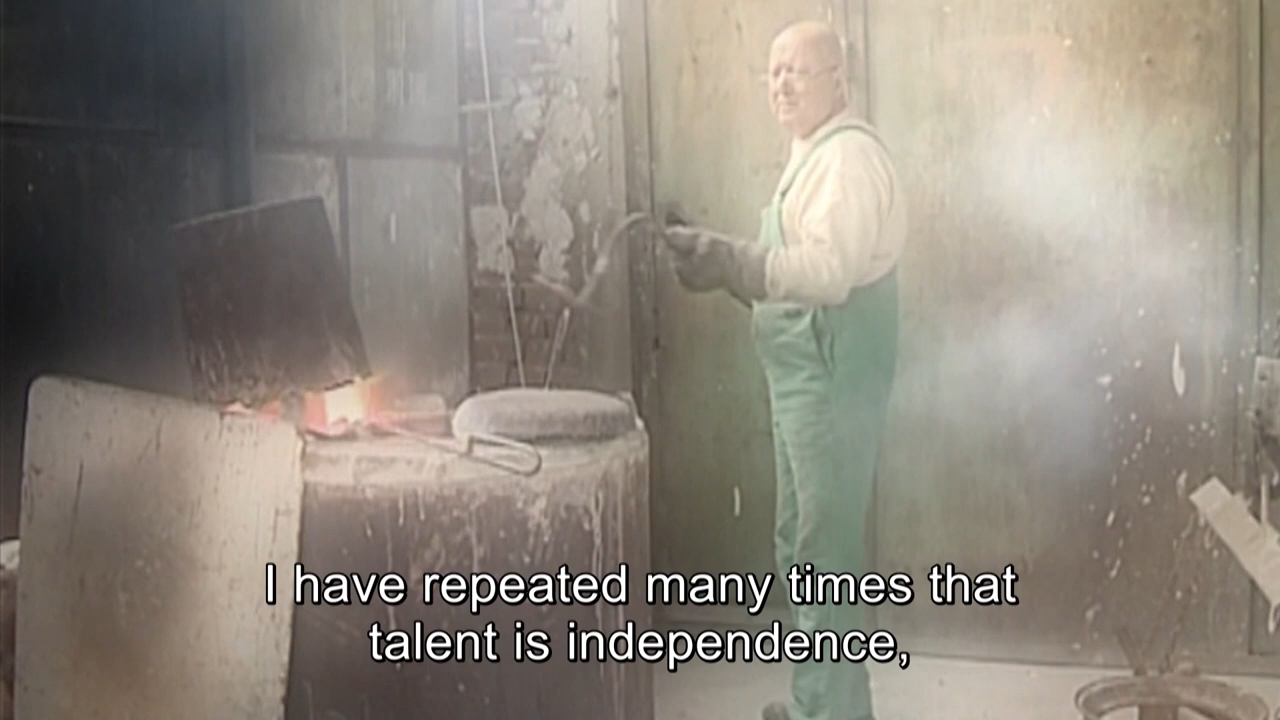 I have repeated many times that
talent is independence,